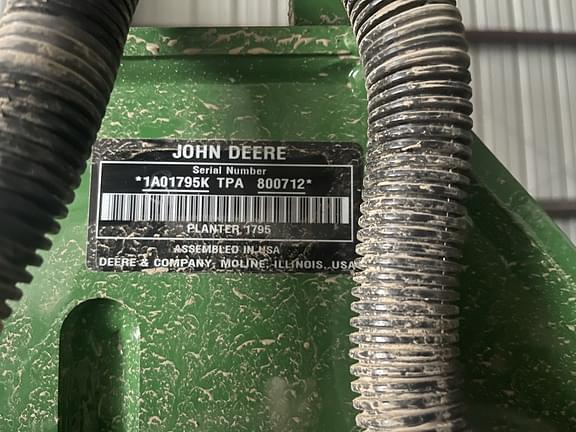 JOHN DEERE
Serial Number
*1A01795K TPA 800712*
PLANTER 1795
ASSEMBLED IN USA
DEERE & COMPANY, MOLINE, ILLINOIS, USA